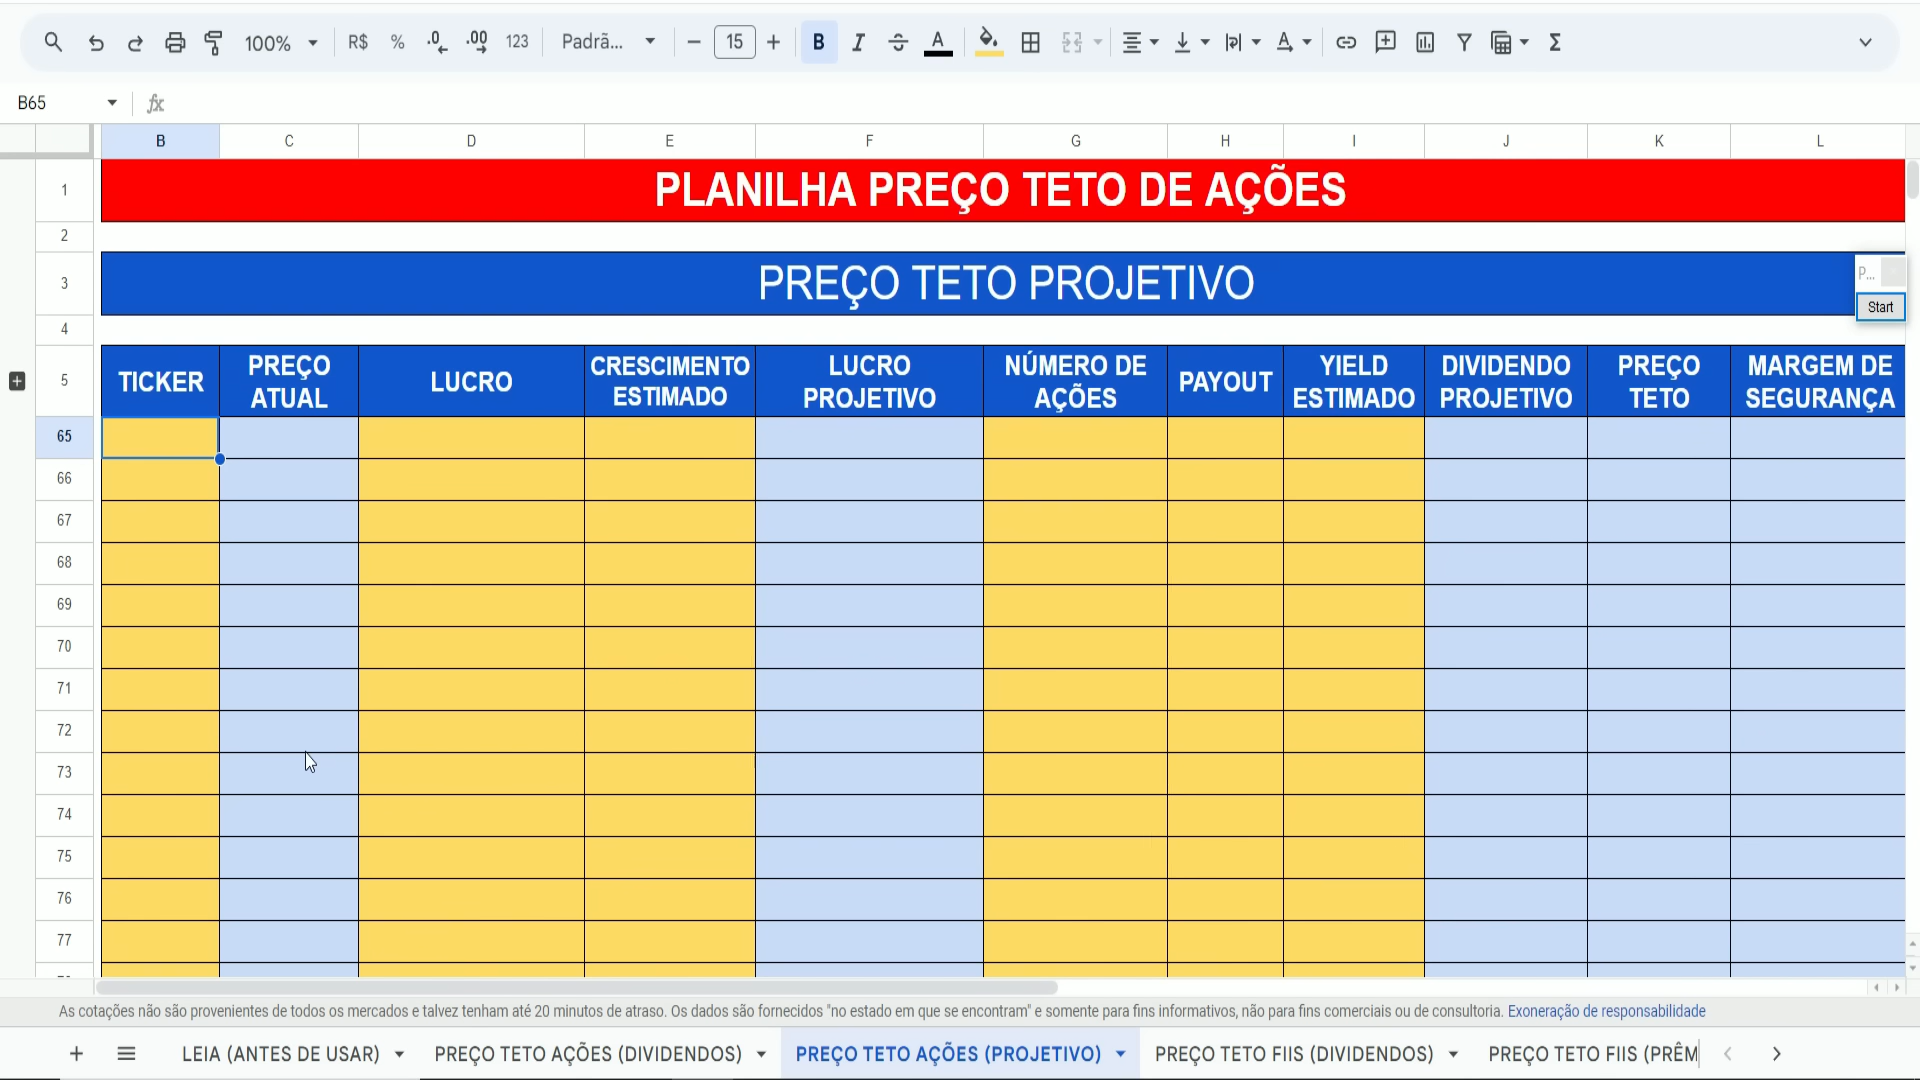 100% R$ % .0 .00 123 Padrã... 15 B I A A Σ
B65 fx
B C D E F G H I J K L
1 PLANILHA PREÇO TETO DE AÇÕES
2
3 PREÇO TETO PROJETIVO P...
Start
4
5 TICKER PREÇO ATUAL LUCRO CRESCIMENTO ESTIMADO LUCRO PROJETIVO NÚMERO DE AÇÕES PAYOUT YIELD ESTIMADO DIVIDENDO PROJETIVO PREÇO TETO MARGEM DE SEGURANÇA
65
66
67
68
69
70
71
72
73
74
75
76
77
As cotações não são provenientes de todos os mercados e talvez tenham até 20 minutos de atraso. Os dados são fornecidos "no estado em que se encontram" e somente para fins informativos, não para fins comerciais ou de consultoria. Exoneração de responsabilidade
LEIA (ANTES DE USAR) PREÇO TETO AÇÕES (DIVIDENDOS) PREÇO TETO AÇÕES (PROJETIVO) PREÇO TETO FIIS (DIVIDENDOS) PREÇO TETO FIIS (PRÊM